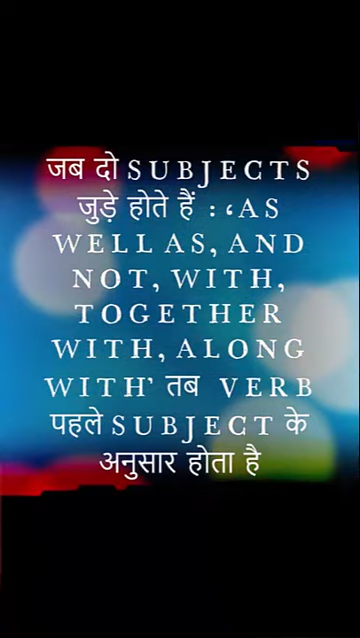 जब दो SUBJECTS
जुड़े होते हैं : ‘AS
WELL AS, AND
NOT, WITH,
TOGETHER
WITH, ALONG
WITH’ तब VERB
पहले SUBJECT के
अनुसार होता है